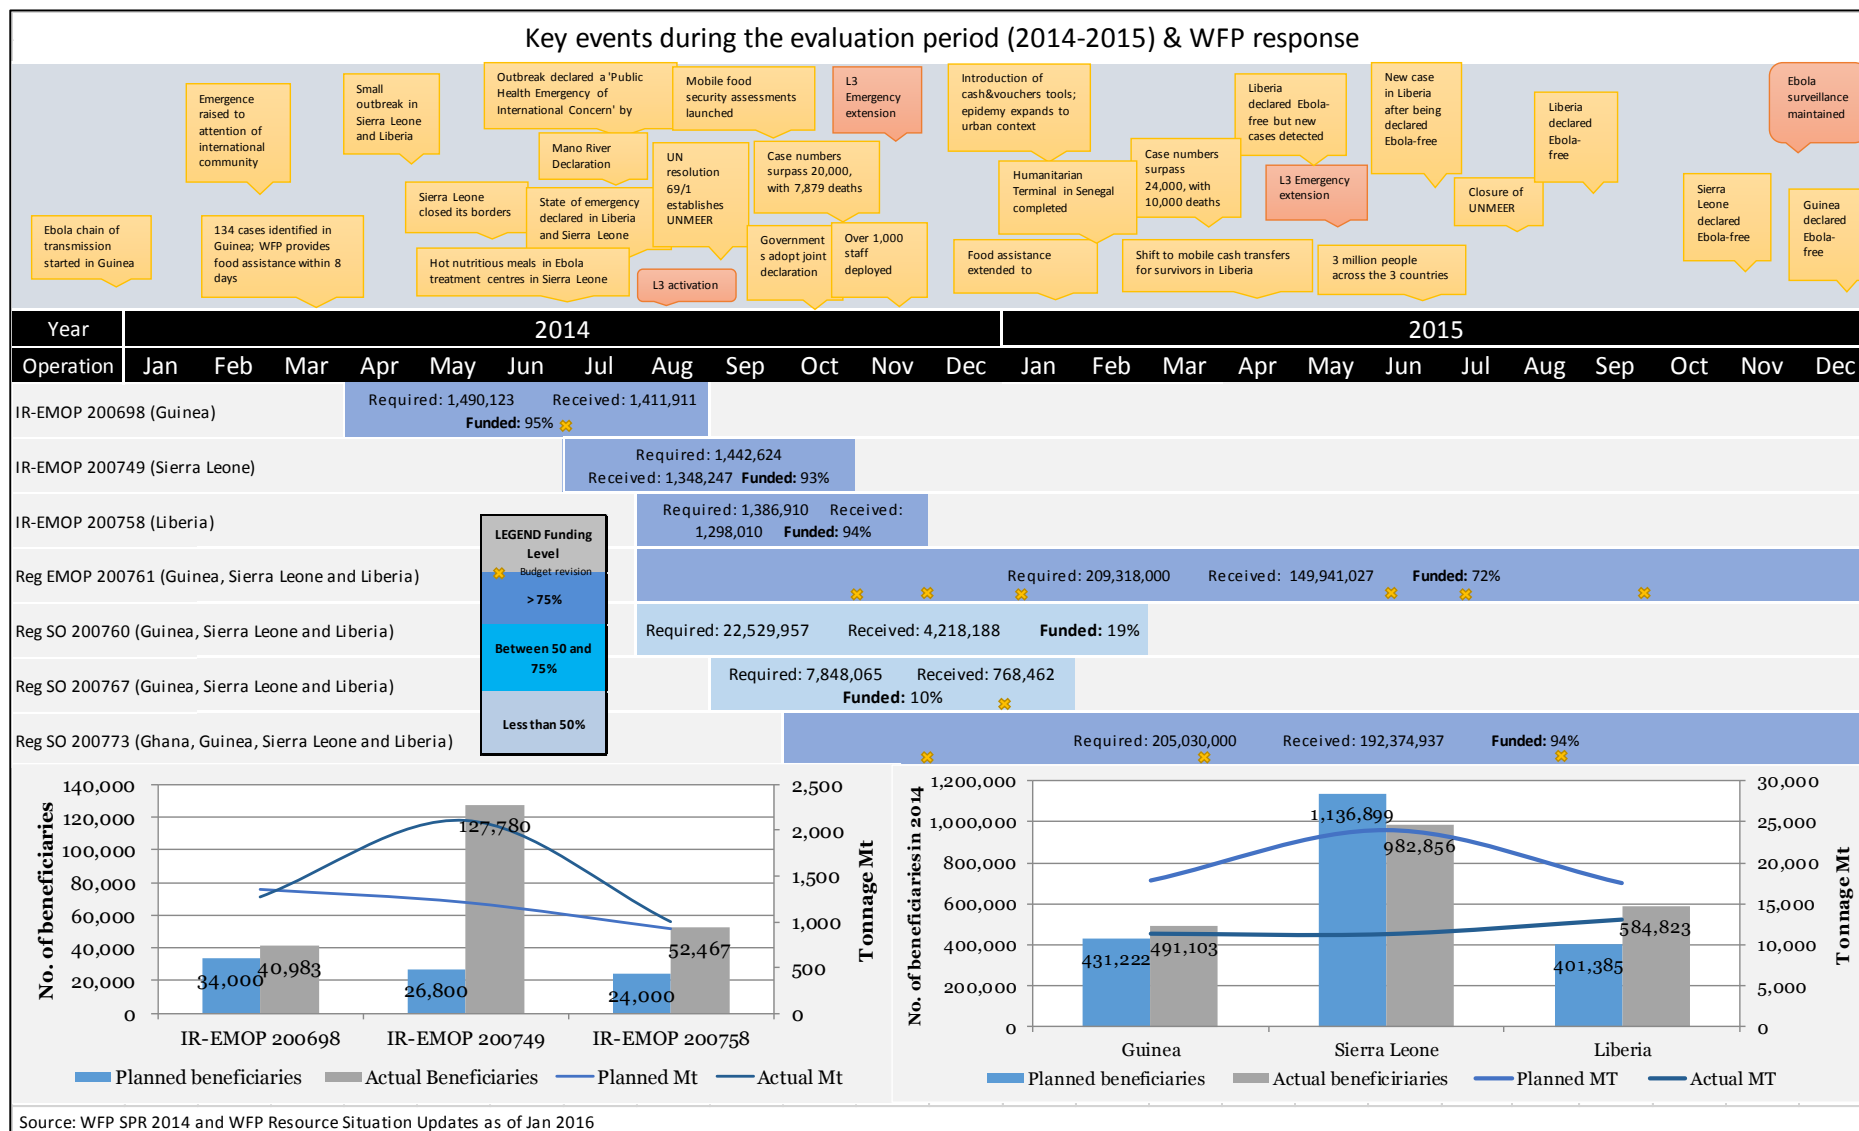 Key events during the evaluation period (2014-2015) & WFP response
Emergence
raised to
attention of
international
community
Small
outbreak in
Sierra Leone
and Liberia
Outbreak declared a 'Public
Health Emergency of
International Concern' by
Mobile food
security assessments
launched
L3
Emergency
extension
Introduction of
cash&vouchers tools;
epidemy expands to
urban context
Liberia
declared Ebola-
free but new
cases detected
New case
in Liberia
after being
declared
Ebola-free
Liberia
declared
Ebola-
free
Ebola
surveillance
maintained
Mano River
Declaration
UN
resolution
69/1
establishes
UNMEER
Case numbers
surpass 20,000,
with 7,879 deaths
Humanitarian
Terminal in Senegal
completed
Case numbers
surpass
24,000, with
10,000 deaths
L3 Emergency
extension
Closure of
UNMEER
Sierra
Leone
declared
Ebola-free
Guinea
declared
Ebola-
free
Sierra Leone
closed its borders
State of emergency
declared in Liberia
and Sierra Leone
Ebola chain of
transmission
started in Guinea
134 cases identified in
Guinea; WFP provides
food assistance within 8
days
Hot nutritious meals in Ebola
treatment centres in Sierra Leone
L3 activation
Government
s adopt joint
declaration
Over 1,000
staff
deployed
Food assistance
extended to
Shift to mobile cash transfers
for survivors in Liberia
3 million people
across the 3 countries
Year 2014 2015
Operation Jan Feb Mar Apr May Jun Jul Aug Sep Oct Nov Dec Jan Feb Mar Apr May Jun Jul Aug Sep Oct Nov Dec
IR-EMOP 200698 (Guinea)
Required: 1,490,123 Received: 1,411,911
Funded: 95%
IR-EMOP 200749 (Sierra Leone)
Required: 1,442,624
Received: 1,348,247 Funded: 93%
IR-EMOP 200758 (Liberia)
Required: 1,386,910 Received:
1,298,010 Funded: 94%
Reg EMOP 200761 (Guinea, Sierra Leone and Liberia)
Required: 209,318,000 Received: 149,941,027 Funded: 72%
Reg SO 200760 (Guinea, Sierra Leone and Liberia)
Required: 22,529,957 Received: 4,218,188 Funded: 19%
Reg SO 200767 (Guinea, Sierra Leone and Liberia)
Required: 7,848,065 Received: 768,462
Funded: 10%
Reg SO 200773 (Ghana, Guinea, Sierra Leone and Liberia)
Required: 205,030,000 Received: 192,374,937 Funded: 94%
LEGEND Funding
Level
Budget revision
> 75%
Between 50 and
75%
Less than 50%
No. of beneficiaries
140,000
120,000
100,000
80,000
60,000
40,000
20,000
0
34,000
40,983
26,800
127,780
24,000
52,467
2,500
2,000
1,500
1,000
500
0
Tonnage Mt
IR-EMOP 200698 IR-EMOP 200749 IR-EMOP 200758
Planned beneficiaries Actual Beneficiaries Planned Mt Actual Mt
No. of beneficiaries in 2014
1,200,000
1,000,000
800,000
600,000
400,000
200,000
0
431,222
491,103
1,136,899
982,856
401,385
584,823
30,000
25,000
20,000
15,000
10,000
5,000
0
Tonnage Mt
Guinea Sierra Leone Liberia
Planned beneficiaries Actual beneficiriaries Planned MT Actual MT
Source: WFP SPR 2014 and WFP Resource Situation Updates as of Jan 2016